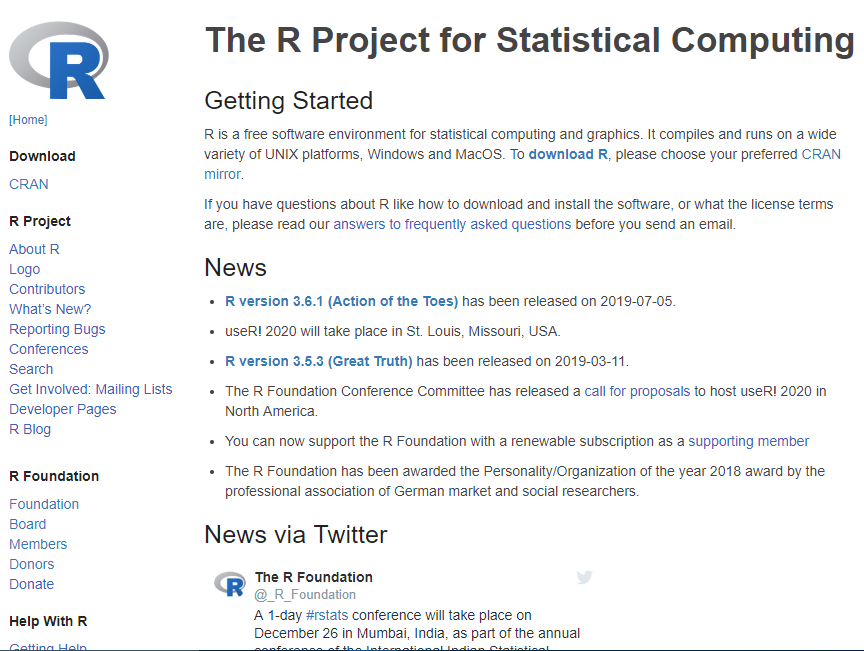 R
[Home]
Download
CRAN
R Project
About R
Logo
Contributors
What's New?
Reporting Bugs
Conferences
Search
Get Involved: Mailing Lists
Developer Pages
R Blog
R Foundation
Foundation
Board
Members
Donors
Donate
Help With R
Getting Help
The R Project for Statistical Computing
Getting Started
R is a free software environment for statistical computing and graphics. It compiles and runs on a wide
variety of UNIX platforms, Windows and MacOS. To download R, please choose your preferred CRAN
mirror.
If you have questions about R like how to download and install the software, or what the license terms
are, please read our answers to frequently asked questions before you send an email.
News
• R version 3.6.1 (Action of the Toes) has been released on 2019-07-05.
• useR! 2020 will take place in St. Louis, Missouri, USA.
• R version 3.5.3 (Great Truth) has been released on 2019-03-11.
• The R Foundation Conference Committee has released a call for proposals to host useR! 2020 in
North America.
• You can now support the R Foundation with a renewable subscription as a supporting member
• The R Foundation has been awarded the Personality/Organization of the year 2018 award by the
professional association of German market and social researchers.
News via Twitter
R
The R Foundation
@_R_Foundation
A 1-day #rstats conference will take place on
December 26 in Mumbai, India, as part of the annual
conference of the International Indian Statistical